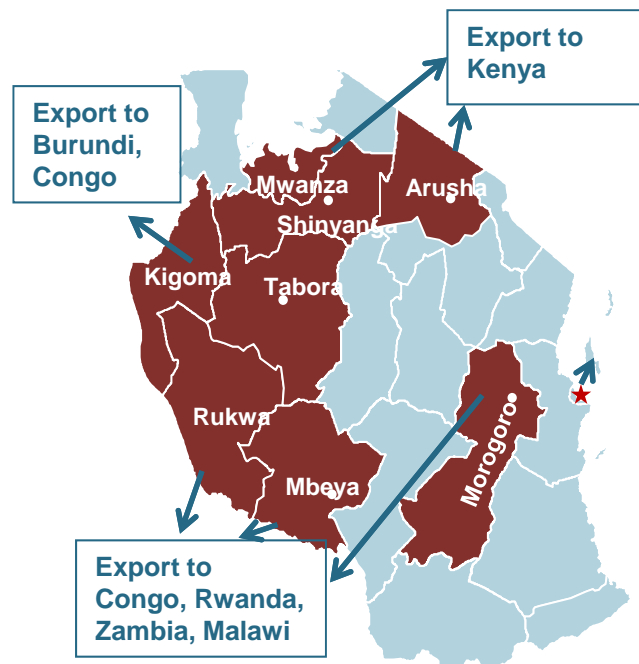 Export to
Kenya
Export to
Burundi,
Congo
Mwanza
Arusha
Shinyanga
Kigoma
Tabora
Rukwa
Mbeya
Morogoro
Export to
Congo, Rwanda,
Zambia, Malawi